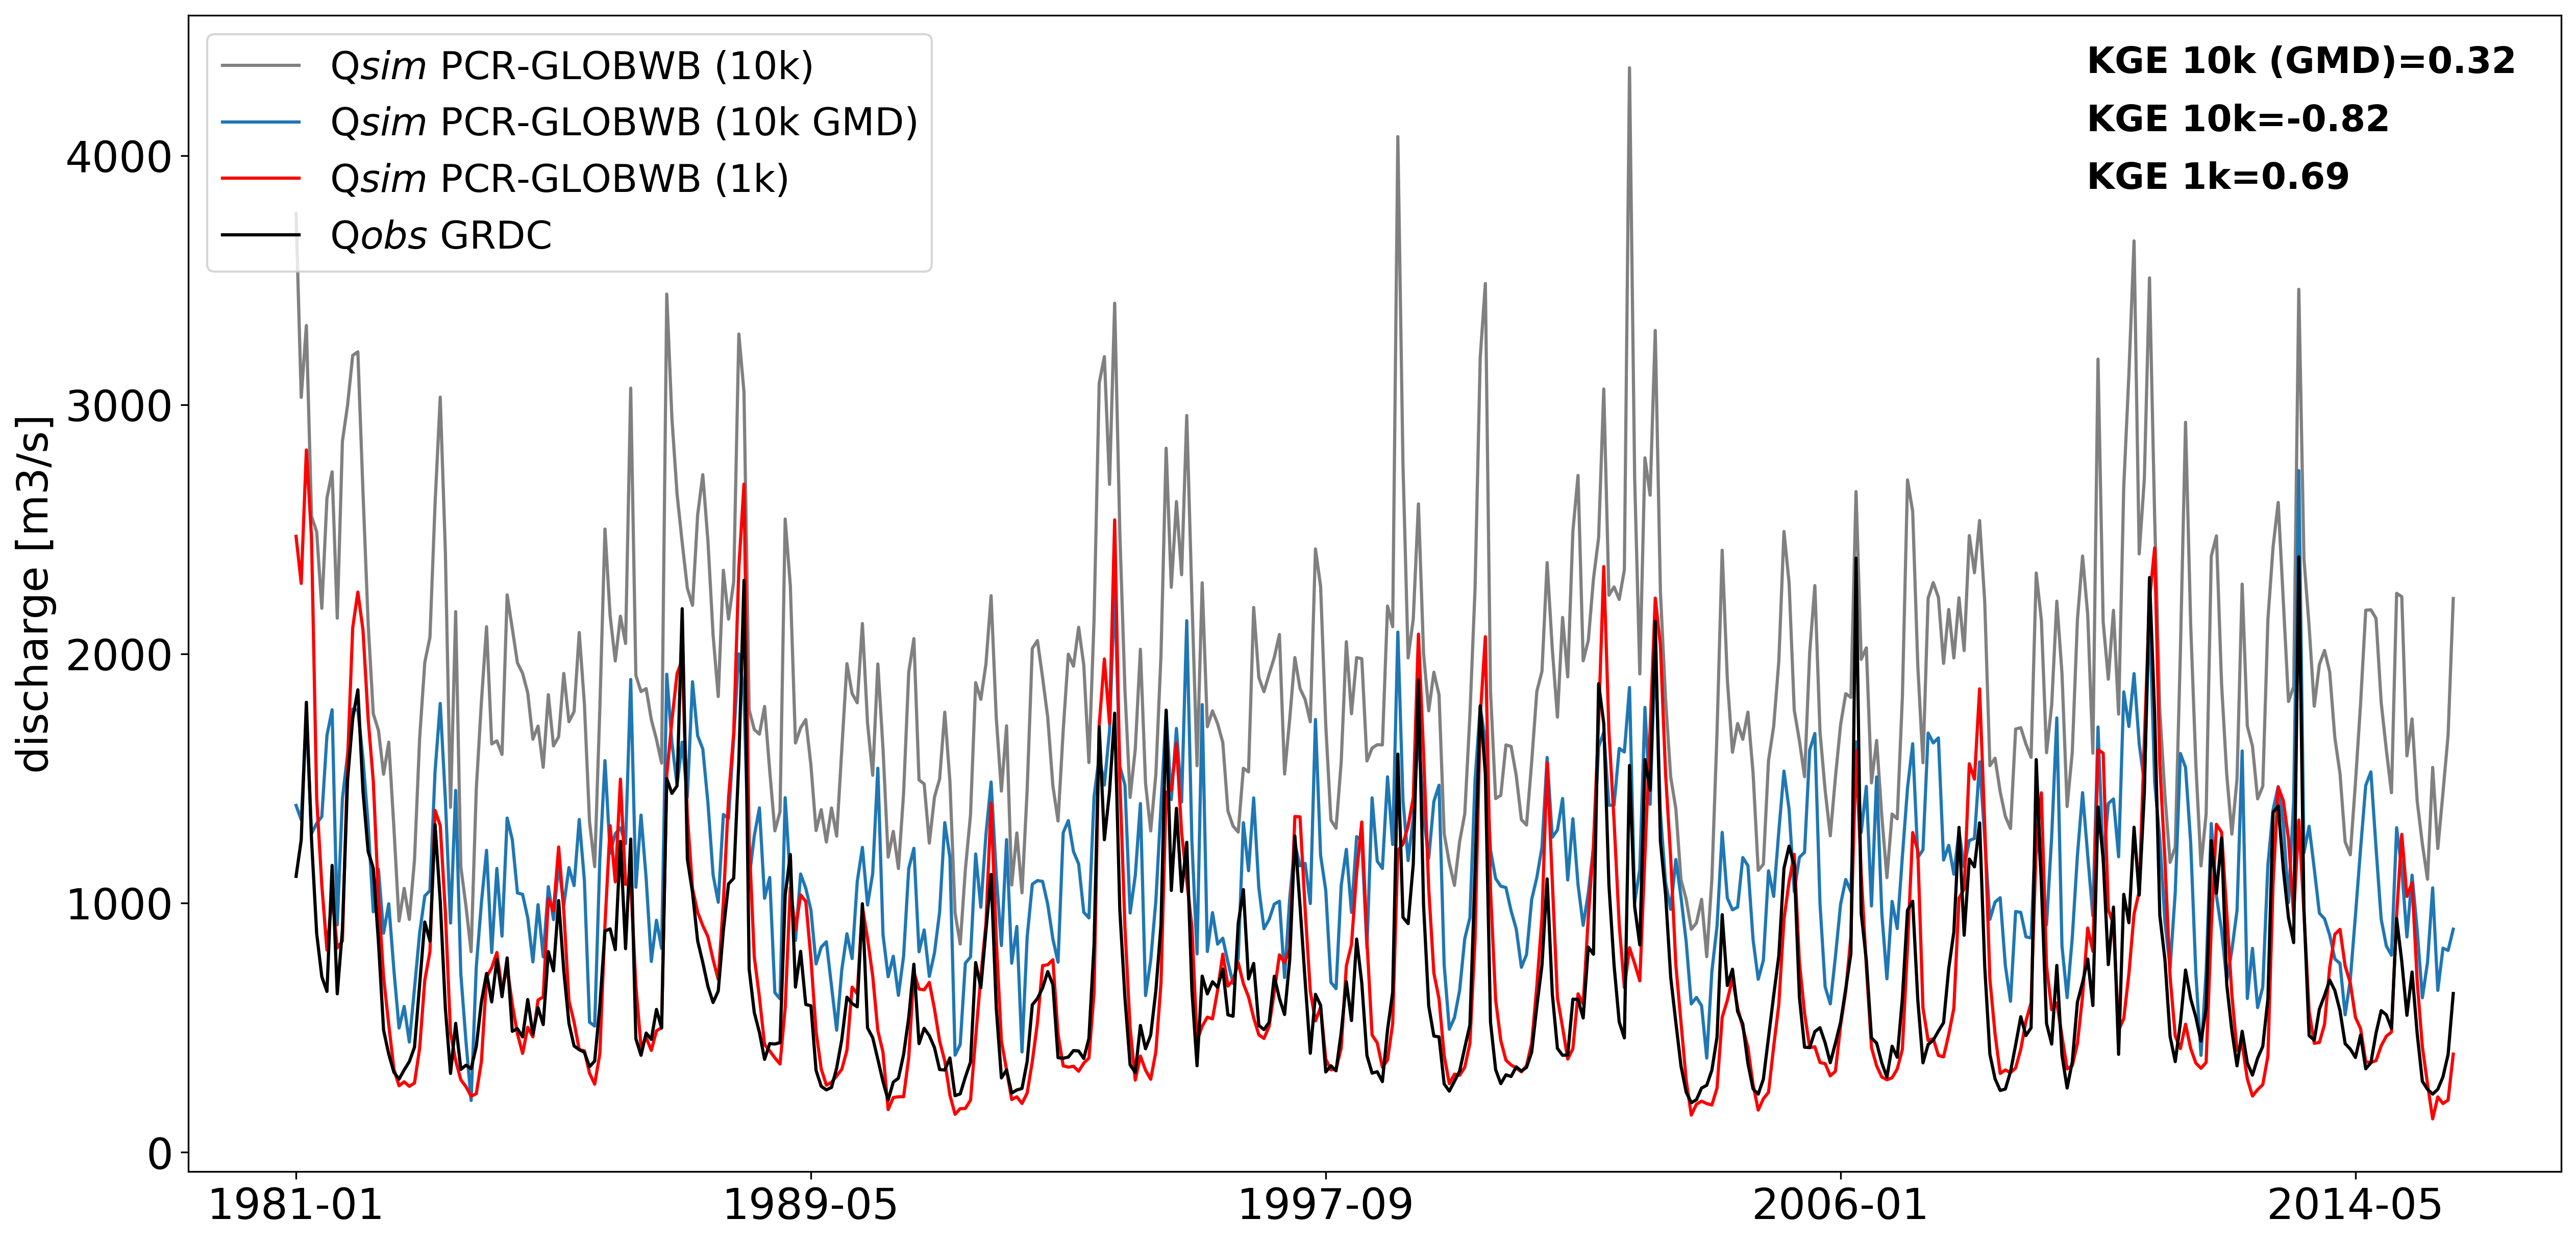 Qsim PCR-GLOBWB (10k)
Qsim PCR-GLOBWB (10k GMD)
Qsim PCR-GLOBWB (1k)
Qobs GRDC
KGE 10k (GMD)=0.32
KGE 10k=-0.82
KGE 1k=0.69
discharge [m3/s]
4000
3000
2000
1000
0
1981-01 1989-05 1997-09 2006-01 2014-05